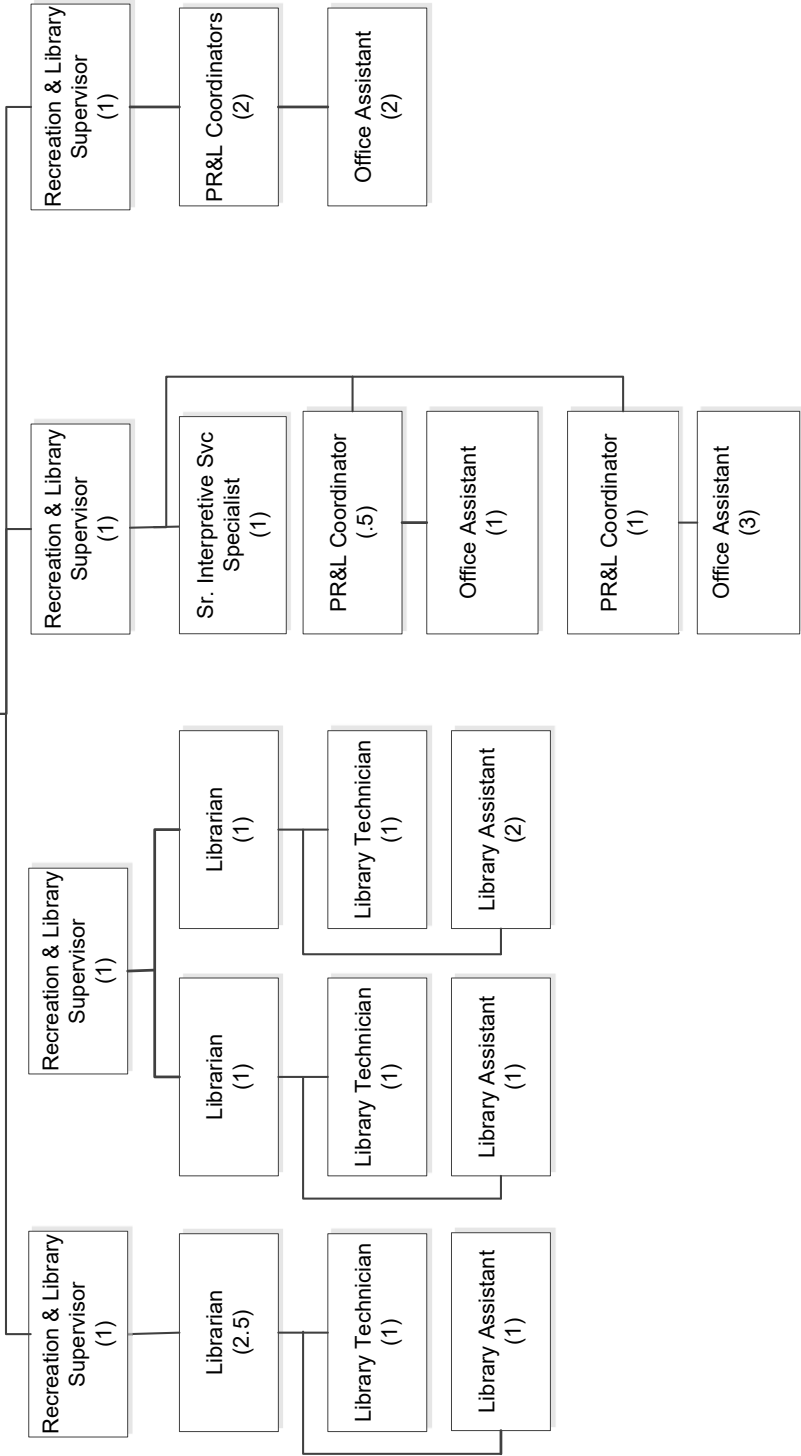 Recreation & Library
Supervisor
(1)
Librarian
(2.5)
Library Technician
(1)
Library Assistant
(1)
Recreation & Library
Supervisor
(1)
Librarian
(1)
Library Technician
(1)
Library Assistant
(1)
Librarian
(1)
Library Technician
(1)
Library Assistant
(2)
Recreation & Library
Supervisor
(1)
Sr. Interpretive Svc
Specialist
(1)
PR&L Coordinator
(.5)
Office Assistant
(1)
PR&L Coordinator
(1)
Office Assistant
(3)
Recreation & Library
Supervisor
(1)
PR&L Coordinators
(2)
Office Assistant
(2)